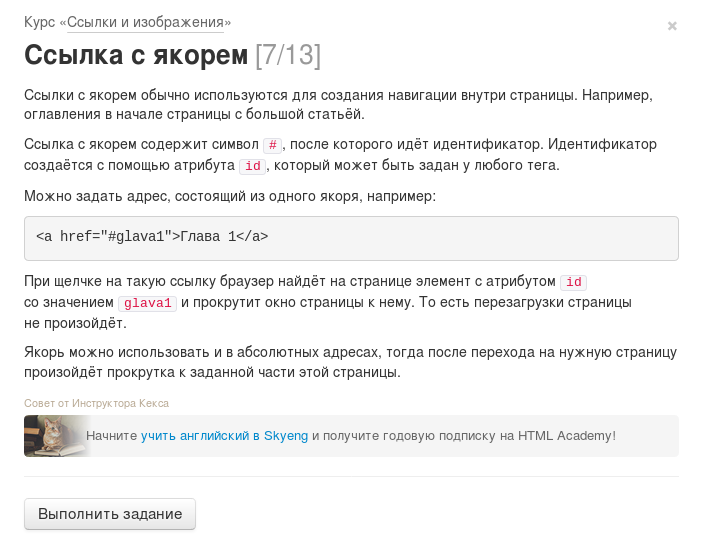 Курс «Ссылки и изображения»
Ссылка с якорем [7/13]
Ссылки с якорем обычно используются для создания навигации внутри страницы. Например,
оглавления в начале страницы с большой статьёй.
Ссылка с якорем содержит символ #, после которого идёт идентификатор. Идентификатор
создаётся с помощью атрибута id, который может быть задан у любого тега.
Можно задать адрес, состоящий из одного якоря, например:
<a href="#glava1">Глава 1</a>
При щелчке на такую ссылку браузер найдёт на странице элемент с атрибутом id
со значением glava1 и прокрутит окно страницы к нему. То есть перезагрузки страницы
не произойдёт.
Якорь можно использовать и в абсолютных адресах, тогда после перехода на нужную страницу
произойдёт прокрутка к заданной части этой страницы.
Совет от Инструктора Кекса
Начните учить английский в Skyeng и получите годовую подписку на HTML Academy!
Выполнить задание